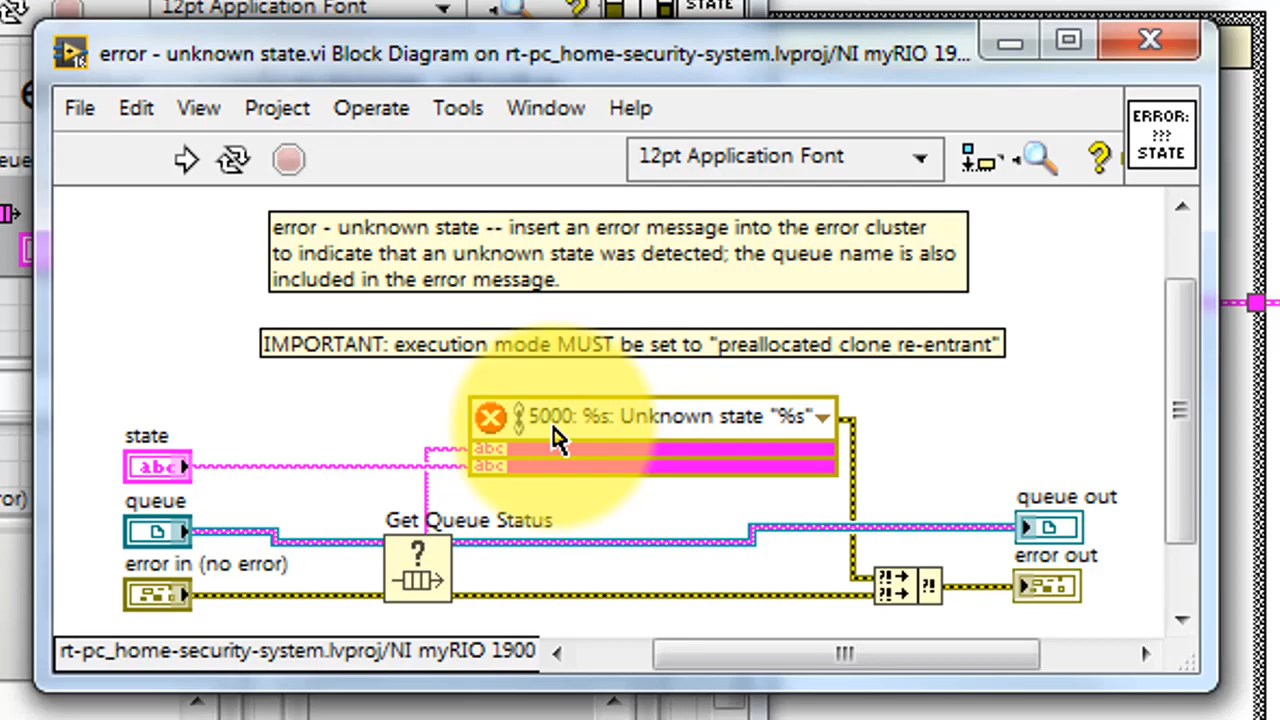 12pt Application Font
STATE
error - unknown state.vi Block Diagram on rt-pc_home-security-system.lvproj/NI myRIO 19...
File Edit View Project Operate Tools Window Help
12pt Application Font
ERROR:
???
STATE
error - unknown state -- insert an error message into the error cluster
to indicate that an unknown state was detected; the queue name is also
included in the error message.
IMPORTANT: execution mode MUST be set to "preallocated clone re-entrant"
5000: %s: Unknown state "%s"
abc
abc
state
abc
queue
Get Queue Status
error in (no error)
queue out
error out
rt-pc_home-security-system.lvproj/NI myRIO 1900